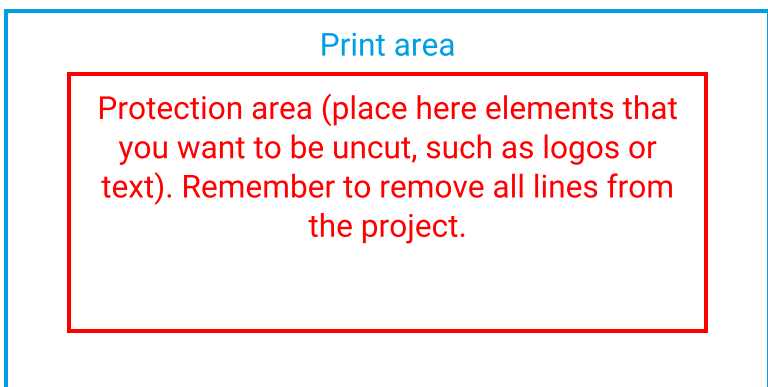 Print area
Protection area (place here elements that
you want to be uncut, such as logos or
text). Remember to remove all lines from
the project.